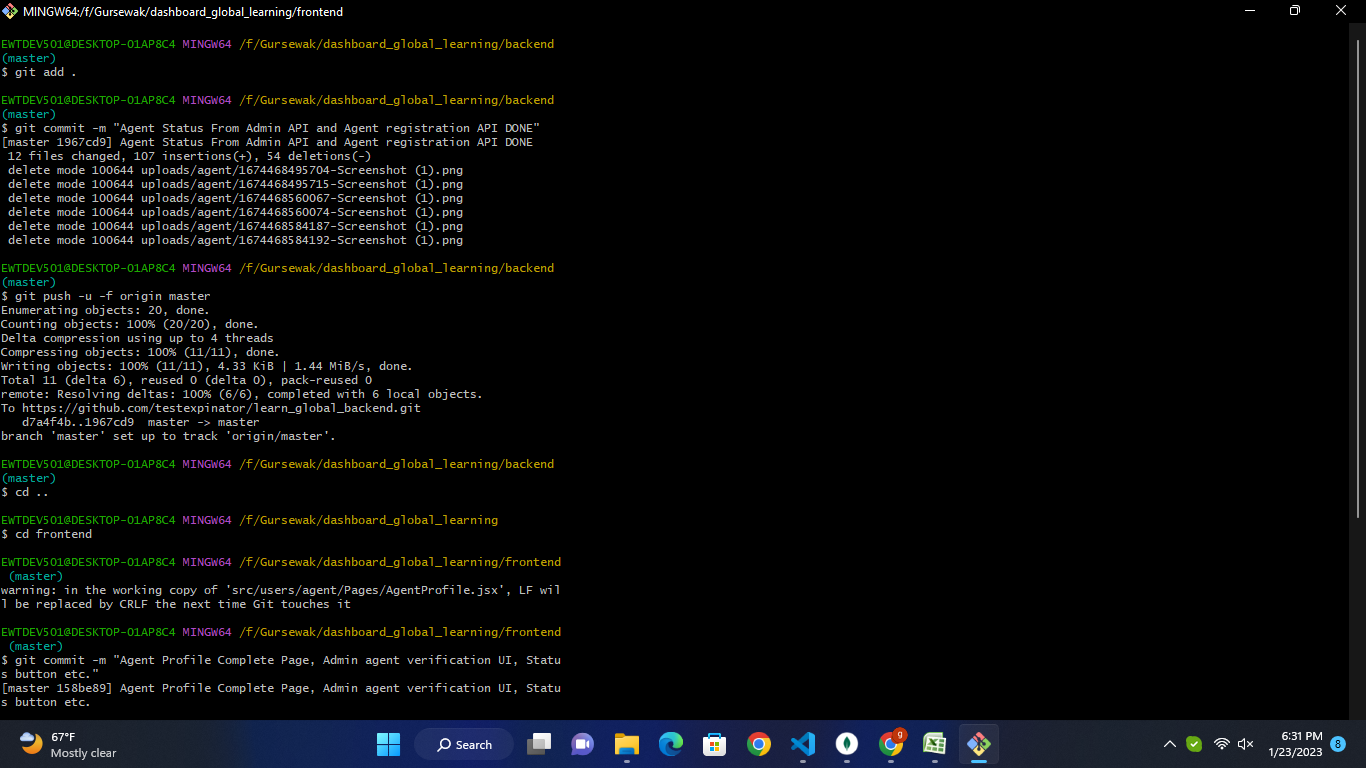 MINGW64:/f/Gursewak/dashboard_global_learning/frontend
EWTDEV501@DESKTOP-01AP8C4 MINGW64 /f/Gursewak/dashboard_global_learning/backend
(master)
$ git add .
EWTDEV501@DESKTOP-01AP8C4 MINGW64 /f/Gursewak/dashboard_global_learning/backend
(master)
$ git commit -m "Agent Status From Admin API and Agent registration API DONE"
[master 1967cd9] Agent Status From Admin API and Agent registration API DONE
12 files changed, 107 insertions(+), 54 deletions(-)
delete mode 100644 uploads/agent/1674468495704-Screenshot (1).png
delete mode 100644 uploads/agent/1674468495715-Screenshot (1).png
delete mode 100644 uploads/agent/1674468560067-Screenshot (1).png
delete mode 100644 uploads/agent/1674468560074-Screenshot (1).png
delete mode 100644 uploads/agent/1674468584187-Screenshot (1).png
delete mode 100644 uploads/agent/1674468584192-Screenshot (1).png
EWTDEV501@DESKTOP-01AP8C4 MINGW64 /f/Gursewak/dashboard_global_learning/backend
(master)
$ git push -u -f origin master
Enumerating objects: 20, done.
Counting objects: 100% (20/20), done.
Delta compression using up to 4 threads
Compressing objects: 100% (11/11), done.
Writing objects: 100% (11/11), 4.33 KiB | 1.44 MiB/s, done.
Total 11 (delta 6), reused 0 (delta 0), pack-reused 0
remote: Resolving deltas: 100% (6/6), completed with 6 local objects.
To https://github.com/testexpinator/learn_global_backend.git
d7a4f4b..1967cd9  master -> master
branch 'master' set up to track 'origin/master'.
EWTDEV501@DESKTOP-01AP8C4 MINGW64 /f/Gursewak/dashboard_global_learning/backend
(master)
$ cd ..
EWTDEV501@DESKTOP-01AP8C4 MINGW64 /f/Gursewak/dashboard_global_learning
$ cd frontend
EWTDEV501@DESKTOP-01AP8C4 MINGW64 /f/Gursewak/dashboard_global_learning/frontend
(master)
warning: in the working copy of 'src/users/agent/Pages/AgentProfile.jsx', LF wil
l be replaced by CRLF the next time Git touches it
EWTDEV501@DESKTOP-01AP8C4 MINGW64 /f/Gursewak/dashboard_global_learning/frontend
(master)
$ git commit -m "Agent Profile Complete Page, Admin agent verification UI, Statu
s button etc."
[master 158be89] Agent Profile Complete Page, Admin agent verification UI, Statu
s button etc.
67°F
Mostly clear
Search
9
6:31 PM
1/23/2023
8